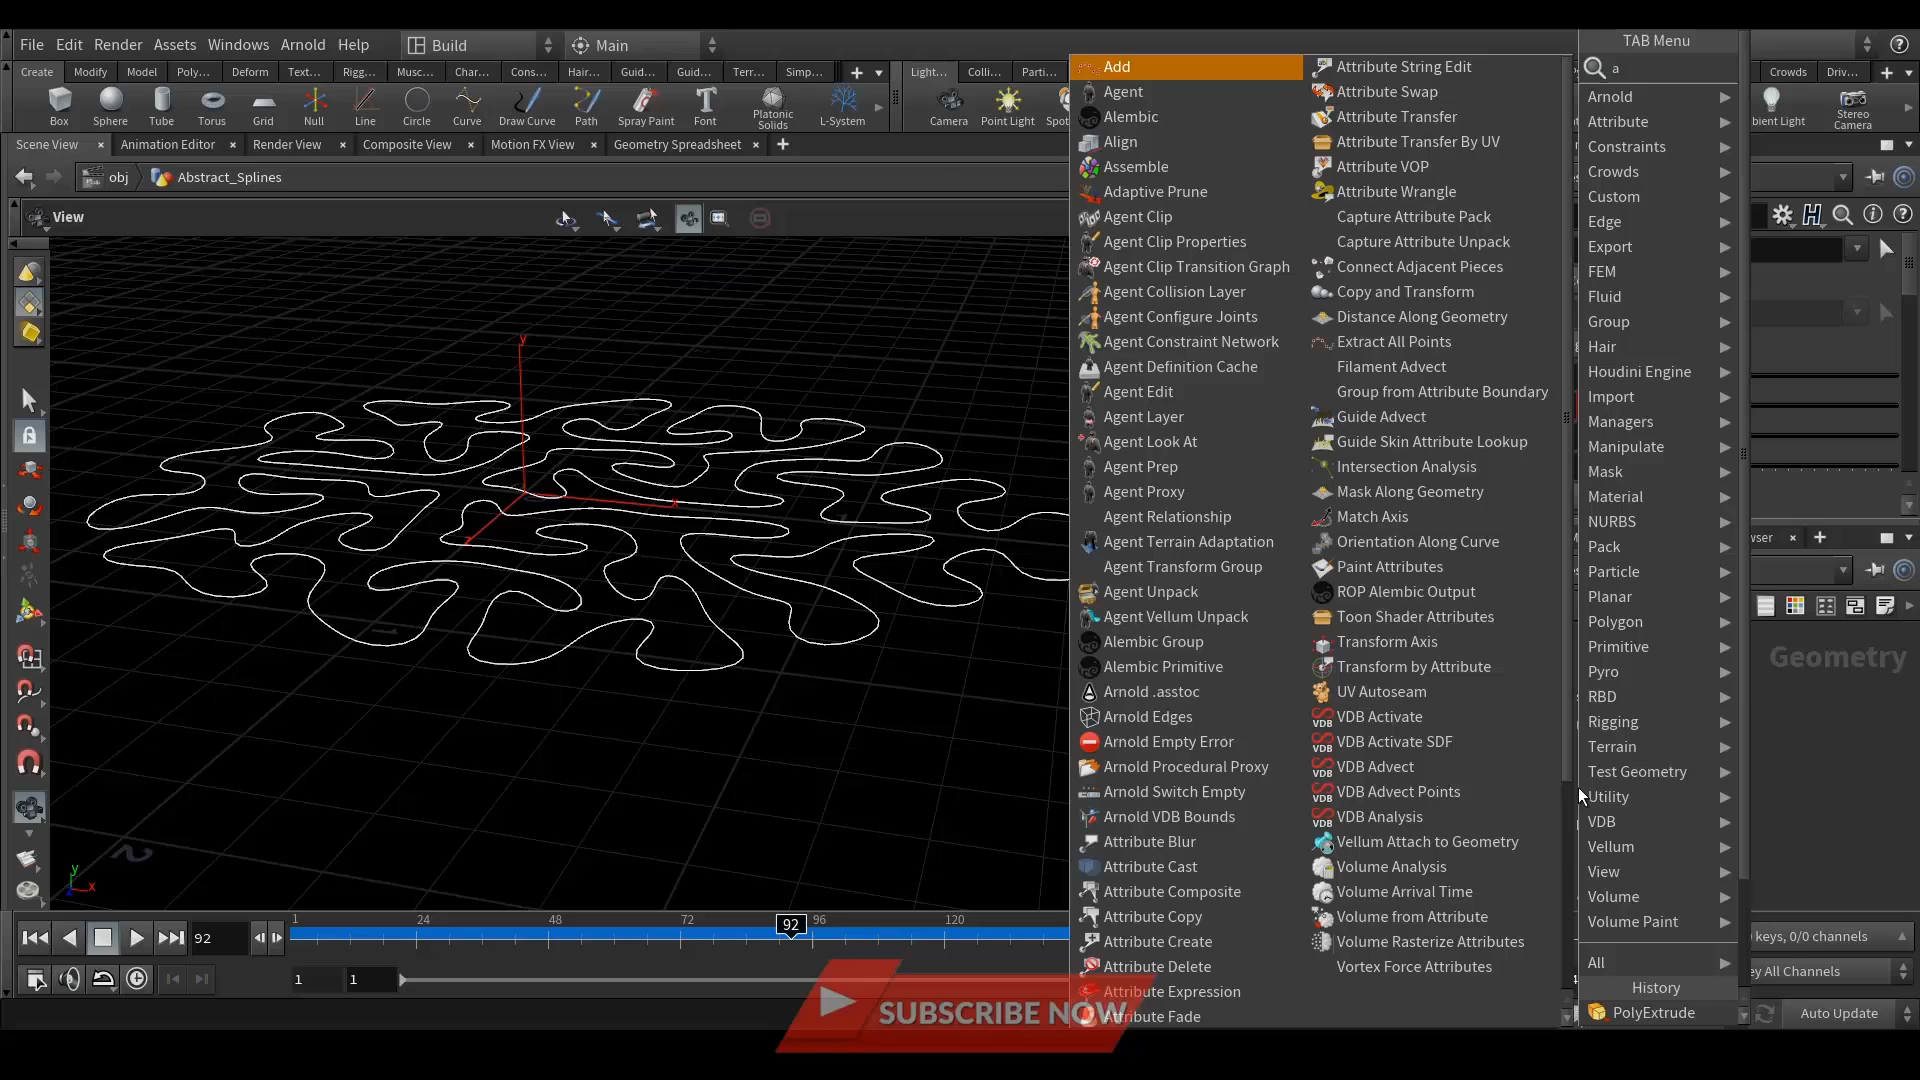 File Edit Render Assets Windows Arnold Help Build Main
Create Modify Model Poly... Deform Text... Rigg... Musc... Char... Cons... Hair... Guid... Guid... Terr... Simp... Light... Colli... Parti... Crowds Driv...
Box Sphere Tube Torus Grid Null Line Circle Curve Draw Curve Path Spray Paint Font Platonic Solids L-System Camera Point Light Spot bient Light Stereo Camera
Scene View Animation Editor Render View Composite View Motion FX View Geometry Spreadsheet
obj Abstract_Splines
View
y
x
y
x
2
TAB Menu
a
Add
Agent
Alembic
Align
Assemble
Adaptive Prune
Agent Clip
Agent Clip Properties
Agent Clip Transition Graph
Agent Collision Layer
Agent Configure Joints
Agent Constraint Network
Agent Definition Cache
Agent Edit
Agent Layer
Agent Look At
Agent Prep
Agent Proxy
Agent Relationship
Agent Terrain Adaptation
Agent Transform Group
Agent Unpack
Agent Vellum Unpack
Alembic Group
Alembic Primitive
Arnold .asstoc
Arnold Edges
Arnold Empty Error
Arnold Procedural Proxy
Arnold Switch Empty
Arnold VDB Bounds
Attribute Blur
Attribute Cast
Attribute Composite
Attribute Copy
Attribute Create
Attribute Delete
Attribute Expression
Attribute Fade
Attribute String Edit
Attribute Swap
Attribute Transfer
Attribute Transfer By UV
Attribute VOP
Attribute Wrangle
Capture Attribute Pack
Capture Attribute Unpack
Connect Adjacent Pieces
Copy and Transform
Distance Along Geometry
Extract All Points
Filament Advect
Group from Attribute Boundary
Guide Advect
Guide Skin Attribute Lookup
Intersection Analysis
Mask Along Geometry
Match Axis
Orientation Along Curve
Paint Attributes
ROP Alembic Output
Toon Shader Attributes
Transform Axis
Transform by Attribute
UV Autoseam
VDB Activate
VDB Activate SDF
VDB Advect
VDB Advect Points
VDB Analysis
Vellum Attach to Geometry
Volume Analysis
Volume Arrival Time
Volume from Attribute
Volume Rasterize Attributes
Vortex Force Attributes
Arnold
Attribute
Constraints
Crowds
Custom
Edge
Export
FEM
Fluid
Group
Hair
Houdini Engine
Import
Managers
Manipulate
Mask
Material
NURBS
Pack
Particle
Planar
Polygon
Primitive
Pyro
RBD
Rigging
Terrain
Test Geometry
Utility
VDB
Vellum
View
Volume
Volume Paint
All
History
PolyExtrude
wser
Geometry
1 24 48 72 92 96 120
92
1 1
keys, 0/0 channels
ey All Channels
Auto Update
SUBSCRIBE NOW